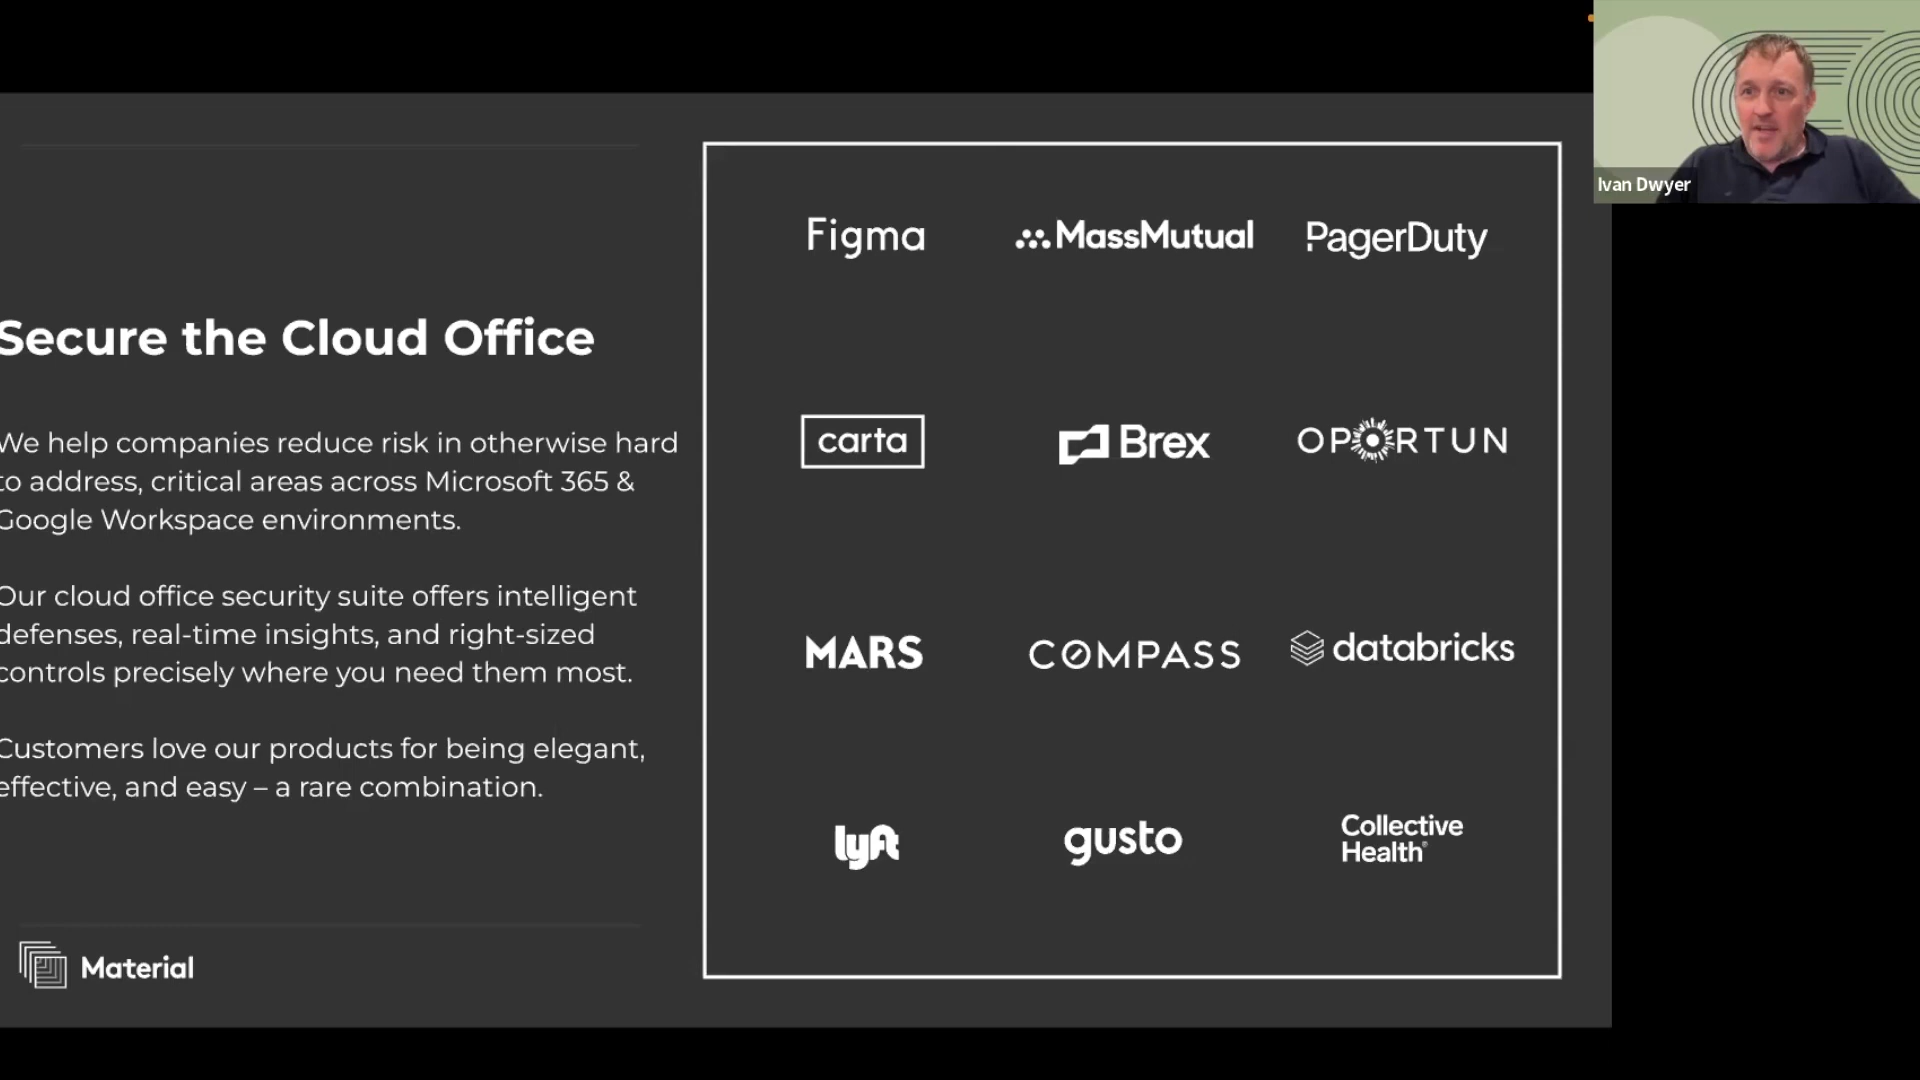 Ivan Dwyer
Secure the Cloud Office
We help companies reduce risk in otherwise hard
to address, critical areas across Microsoft 365 &
Google Workspace environments.
Our cloud office security suite offers intelligent
defenses, real-time insights, and right-sized
controls precisely where you need them most.
Customers love our products for being elegant,
effective, and easy – a rare combination.
Material
Figma MassMutual PagerDuty
carta Brex OPORTUN
MARS COMPASS databricks
lyft gusto Collective
Health